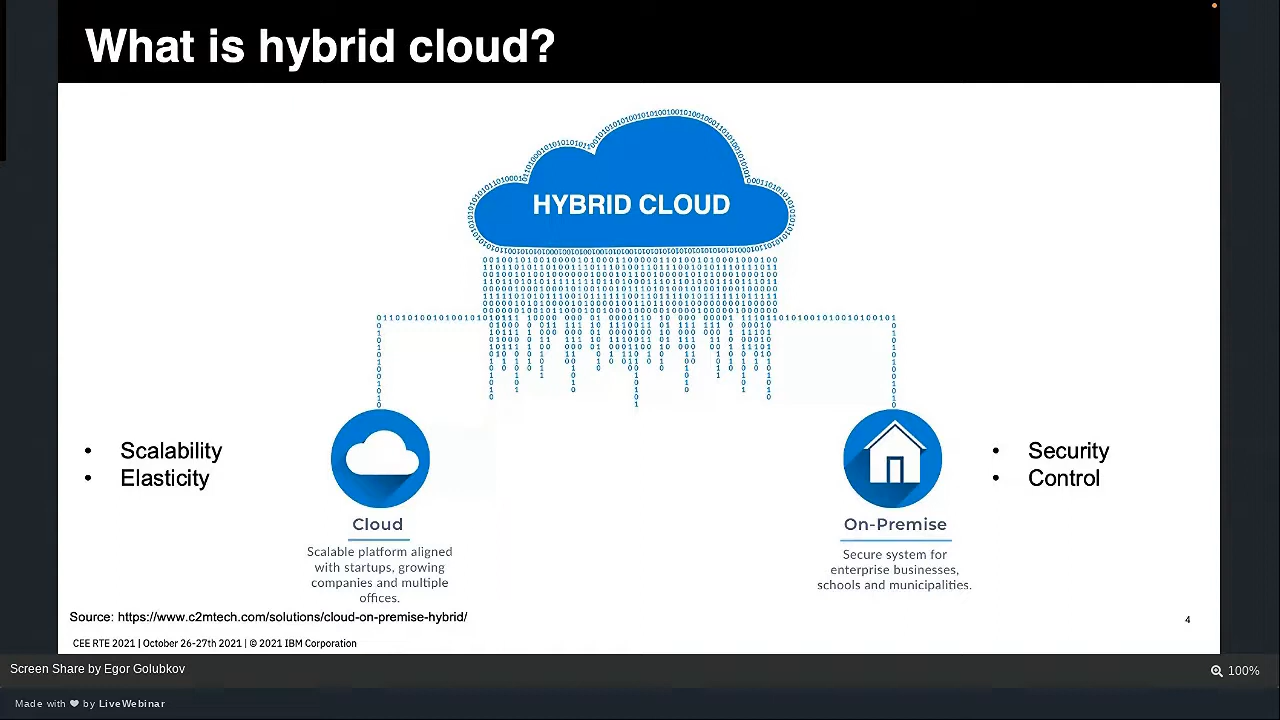 What is hybrid cloud?
HYBRID CLOUD
• Scalability
• Elasticity
• Security
• Control
Cloud
Scalable platform aligned
with startups, growing
companies and multiple
offices.
On-Premise
Secure system for
enterprise businesses,
schools and municipalities.
Source: https://www.c2mtech.com/solutions/cloud-on-premise-hybrid/
4
CEE RTE 2021 | October 26-27th 2021 | © 2021 IBM Corporation
Screen Share by Egor Golubkov
100%
Made with ❤ by LiveWebinar